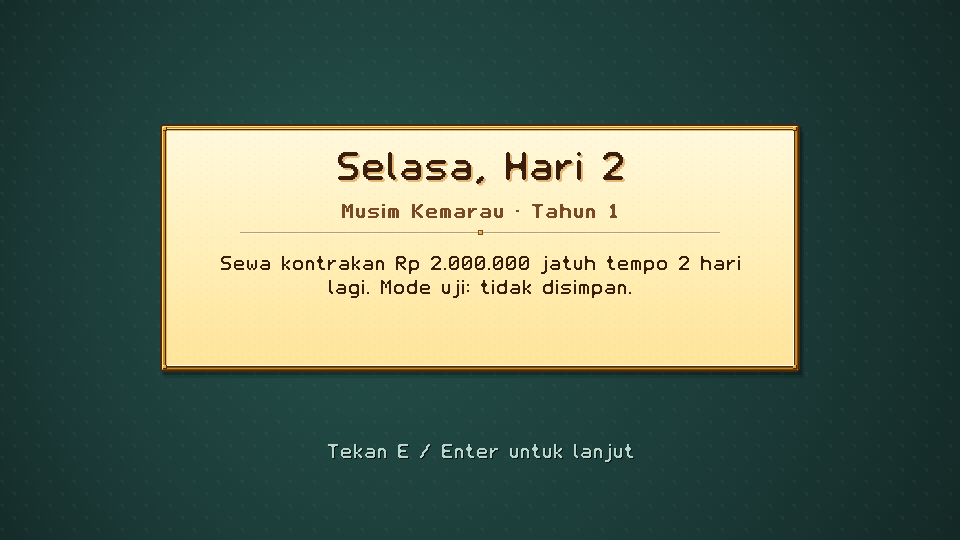 Selasa, Hari 2
Musim Kemarau · Tahun 1
Sewa kontrakan Rp 2.000.000 jatuh tempo 2 hari
lagi. Mode uji: tidak disimpan.
Tekan E / Enter untuk lanjut